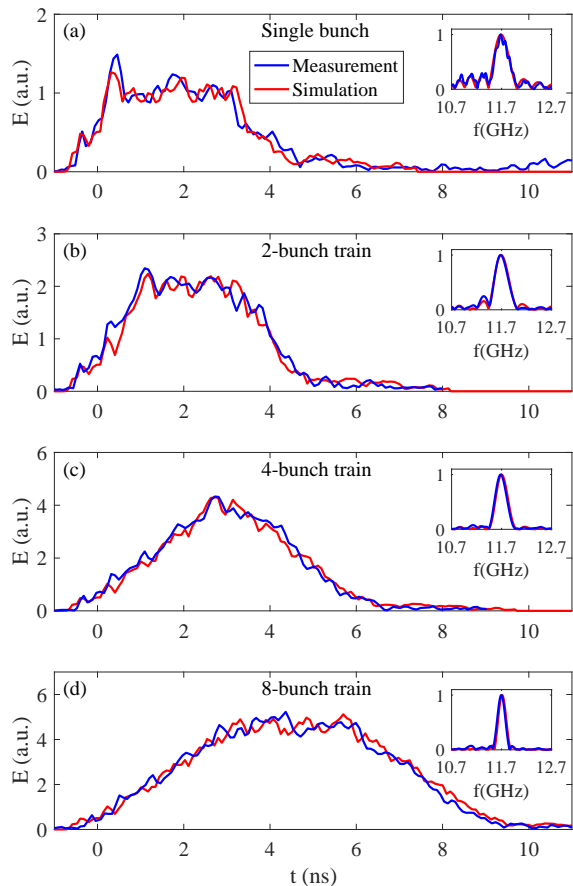 (a) Single bunch
Measurement
Simulation
E (a.u.)
2
1
0
0 2 4 6 8 10
1
0
10.7 11.7 12.7
f(GHz)
(b) 2-bunch train
E (a.u.)
3
2
1
0
0 2 4 6 8 10
1
0
10.7 11.7 12.7
f(GHz)
(c) 4-bunch train
E (a.u.)
6
4
2
0
0 2 4 6 8 10
1
0
10.7 11.7 12.7
f(GHz)
(d) 8-bunch train
E (a.u.)
6
4
2
0
0 2 4 6 8 10
1
0
10.7 11.7 12.7
f(GHz)
t (ns)